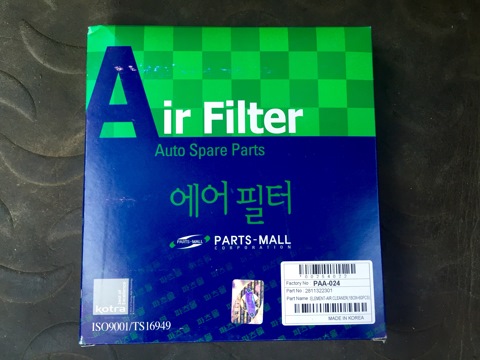 Air Filter
Auto Spare Parts
에어 필터
PARTS-MALL PARTS-MALL
CORPORATION
Factory No. PAA-024
Part No. 2811322301
Part Name
MADE IN KOREA
kotra
ISO9001/TS16949